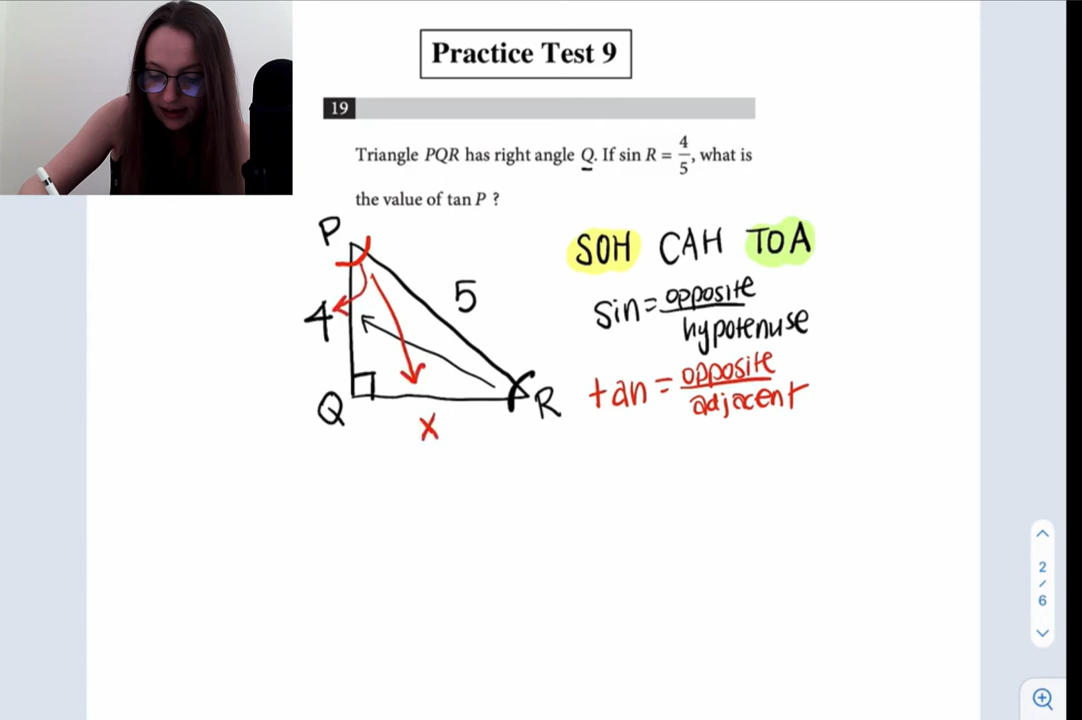 Practice Test 9
19
Triangle PQR has right angle Q. If sin R = 4/5, what is
the value of tan P ?
P
SOH CAH TOA
5
4
sin = opposite
hypotenuse
tan = opposite
adjacent
Q
R
x
2
/
6